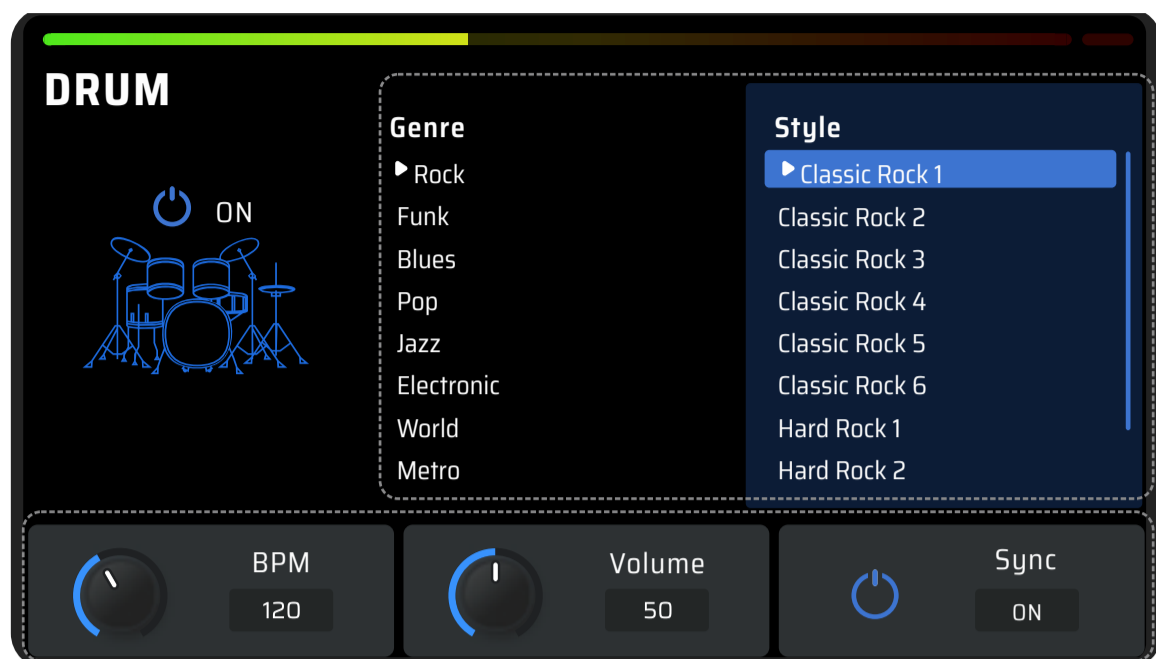 DRUM
ON
Genre
Rock
Funk
Blues
Pop
Jazz
Electronic
World
Metro
Style
Classic Rock 1
Classic Rock 2
Classic Rock 3
Classic Rock 4
Classic Rock 5
Classic Rock 6
Hard Rock 1
Hard Rock 2
BPM
120
Volume
50
Sync
ON